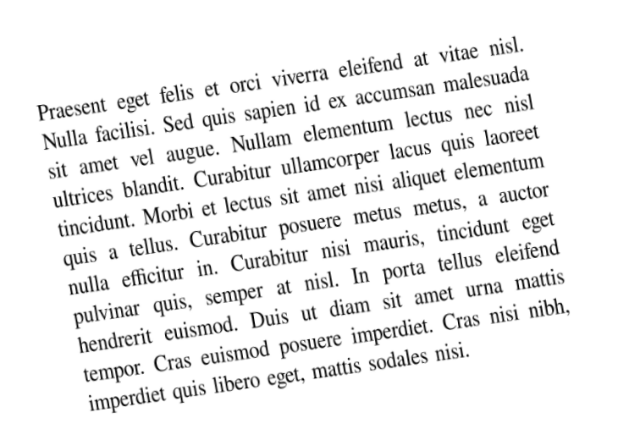 Praesent eget felis et orci viverra eleifend at vitae nisl.
Nulla facilisi. Sed quis sapien id ex accumsan malesuada
sit amet vel augue. Nullam elementum lectus nec nisl
ultrices blandit. Curabitur ullamcorper lacus quis laoreet
tincidunt. Morbi et lectus sit amet nisi aliquet elementum
quis a tellus. Curabitur posuere metus metus, a auctor
nulla efficitur in. Curabitur nisi mauris, tincidunt eget
pulvinar quis, semper at nisl. In porta tellus eleifend
hendrerit euismod. Duis ut diam sit amet urna mattis
tempor. Cras euismod posuere imperdiet. Cras nisi nibh,
imperdiet quis libero eget, mattis sodales nisi.